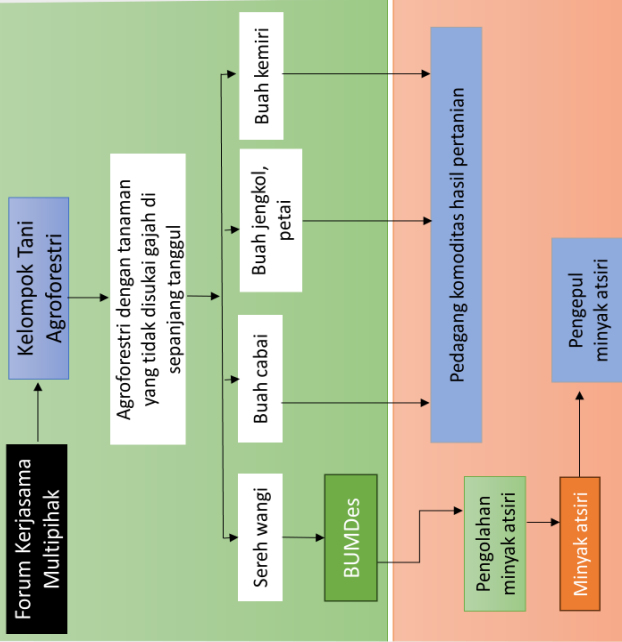 Forum Kerjasama
Multipihak
Kelompok Tani
Agroforestri
Agroforestri dengan tanaman
yang tidak disukai gajah di
sepanjang tanggul
Sereh wangi
Buah cabai
Buah jengkol,
petai
Buah kemiri
BUMDes
Pedagang komoditas hasil pertanian
Pengolahan
minyak atsiri
Minyak atsiri
Pengepul
minyak atsiri